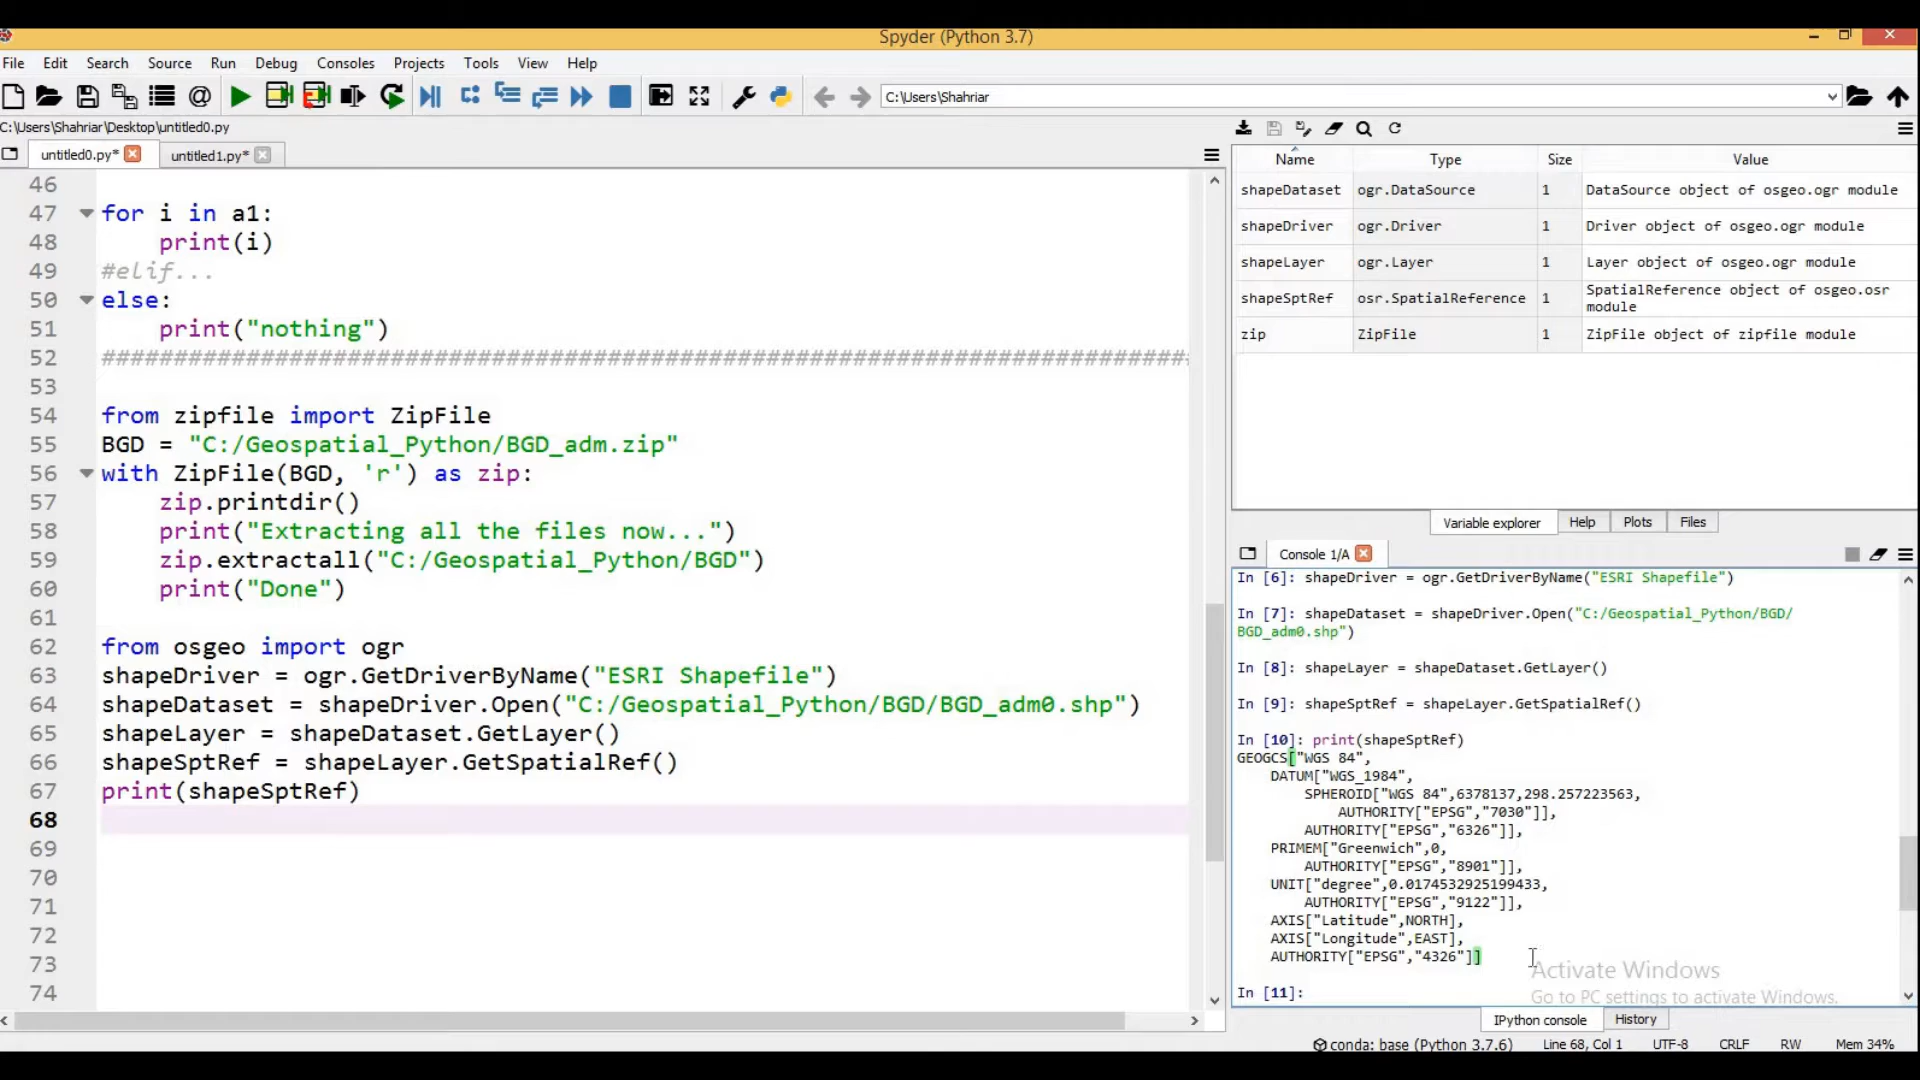 Spyder (Python 3.7)
File Edit Search Source Run Debug Consoles Projects Tools View Help
C:\Users\Shahriar
C:\Users\Shahriar\Desktop\untitled0.py
untitled0.py*
untitled1.py*
46
47 for i in a1:
48     print(i)
49 #elif...
50 else:
51     print("nothing")
52 ###########################################################################
53
54 from zipfile import ZipFile
55 BGD = "C:/Geospatial_Python/BGD_adm.zip"
56 with ZipFile(BGD, 'r') as zip:
57     zip.printdir()
58     print("Extracting all the files now...")
59     zip.extractall("C:/Geospatial_Python/BGD")
60     print("Done")
61
62 from osgeo import ogr
63 shapeDriver = ogr.GetDriverByName("ESRI Shapefile")
64 shapeDataset = shapeDriver.Open("C:/Geospatial_Python/BGD/BGD_adm0.shp")
65 shapeLayer = shapeDataset.GetLayer()
66 shapeSptRef = shapeLayer.GetSpatialRef()
67 print(shapeSptRef)
68
69
70
71
72
73
74
Name Type Size Value
shapeDataset ogr.DataSource 1 DataSource object of osgeo.ogr module
shapeDriver ogr.Driver 1 Driver object of osgeo.ogr module
shapeLayer ogr.Layer 1 Layer object of osgeo.ogr module
shapeSptRef osr.SpatialReference 1 SpatialReference object of osgeo.osr
module
zip ZipFile 1 ZipFile object of zipfile module
Variable explorer Help Plots Files
Console 1/A
In [6]: shapeDriver = ogr.GetDriverByName("ESRI Shapefile")
In [7]: shapeDataset = shapeDriver.Open("C:/Geospatial_Python/BGD/
BGD_adm0.shp")
In [8]: shapeLayer = shapeDataset.GetLayer()
In [9]: shapeSptRef = shapeLayer.GetSpatialRef()
In [10]: print(shapeSptRef)
GEOGCS["WGS 84",
    DATUM["WGS_1984",
        SPHEROID["WGS 84",6378137,298.257223563,
            AUTHORITY["EPSG","7030"]],
        AUTHORITY["EPSG","6326"]],
    PRIMEM["Greenwich",0,
        AUTHORITY["EPSG","8901"]],
    UNIT["degree",0.0174532925199433,
        AUTHORITY["EPSG","9122"]],
    AXIS["Latitude",NORTH],
    AXIS["Longitude",EAST],
    AUTHORITY["EPSG","4326"]]
In [11]:
Activate Windows
Go to PC settings to activate Windows.
IPython console History
conda: base (Python 3.7.6) Line 68, Col 1 UTF-8 CRLF RW Mem 34%